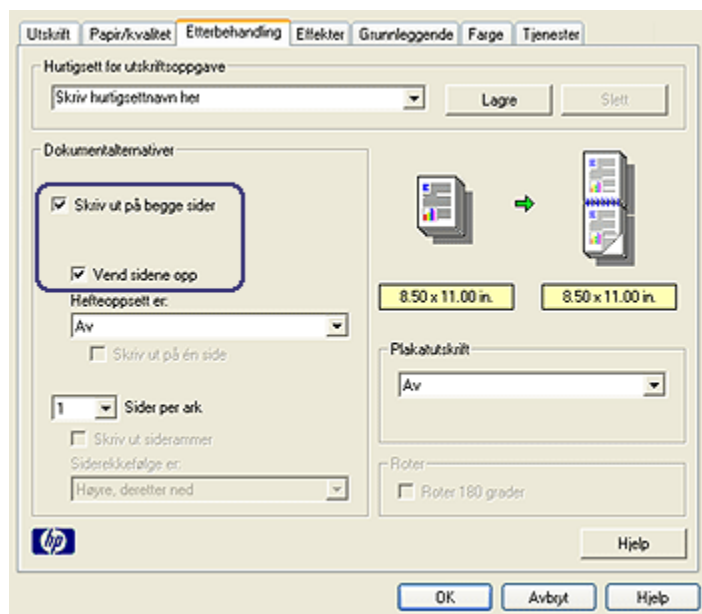 Utskrift Papir/kvalitet Etterbehandling Effekter Grunnleggende Farge Tjenester
Hurtigsett for utskriftsoppgave
Skriv hurtigsettnavn her
Lagre
Slett
Dokumentalternativer
Skriv ut på begge sider
Vend sidene opp
Hefteoppsett er:
Av
Skriv ut på én side
1 Sider per ark
Skriv ut siderammer
Siderekkefølge er:
Høyre, deretter ned
8.50 x 11.00 in.
8.50 x 11.00 in.
Plakatutskrift
Av
Roter
Roter 180 grader
hp
Hjelp
OK
Avbryt
Hjelp